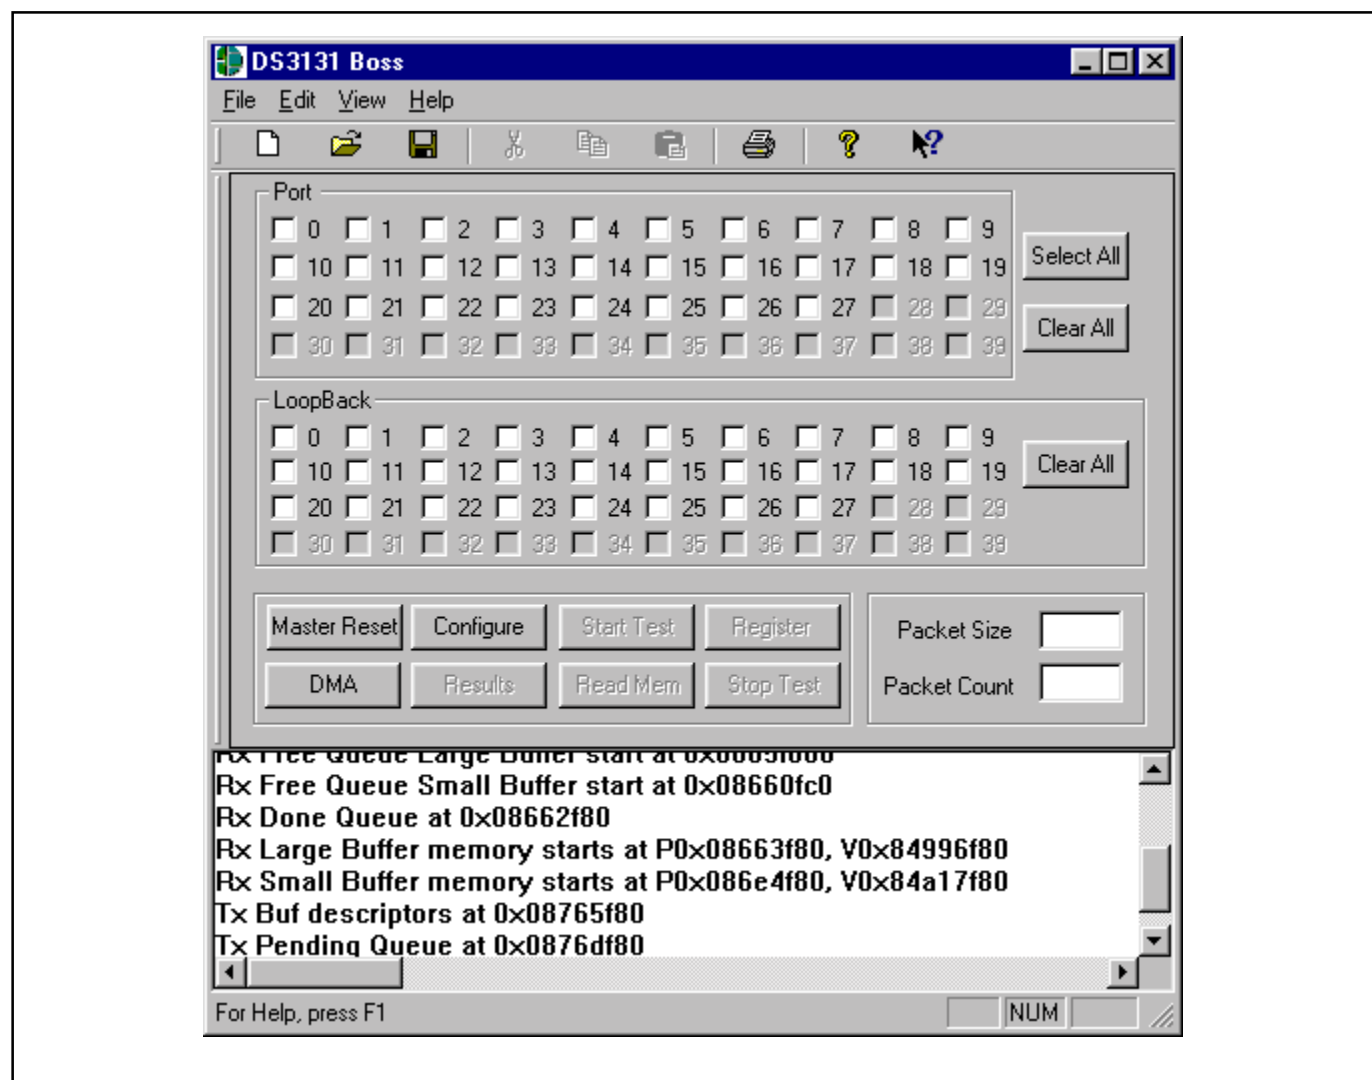 DS3131 Boss
File Edit View Help
Port
0 1 2 3 4 5 6 7 8 9
10 11 12 13 14 15 16 17 18 19
20 21 22 23 24 25 26 27 28 29
30 31 32 33 34 35 36 37 38 39
Select All
Clear All
LoopBack
0 1 2 3 4 5 6 7 8 9
10 11 12 13 14 15 16 17 18 19
20 21 22 23 24 25 26 27 28 29
30 31 32 33 34 35 36 37 38 39
Clear All
Master Reset Configure Start Test Register
DMA Results Read Mem Stop Test
Packet Size
Packet Count
Rx Free Queue Large Buffer start at
Rx Free Queue Small Buffer start at 0x08660fc0
Rx Done Queue at 0x08662f80
Rx Large Buffer memory starts at P0x08663f80, V0x84996f80
Rx Small Buffer memory starts at P0x086e4f80, V0x84a17f80
Tx Buf descriptors at 0x08765f80
Tx Pending Queue at 0x0876df80
For Help, press F1
NUM